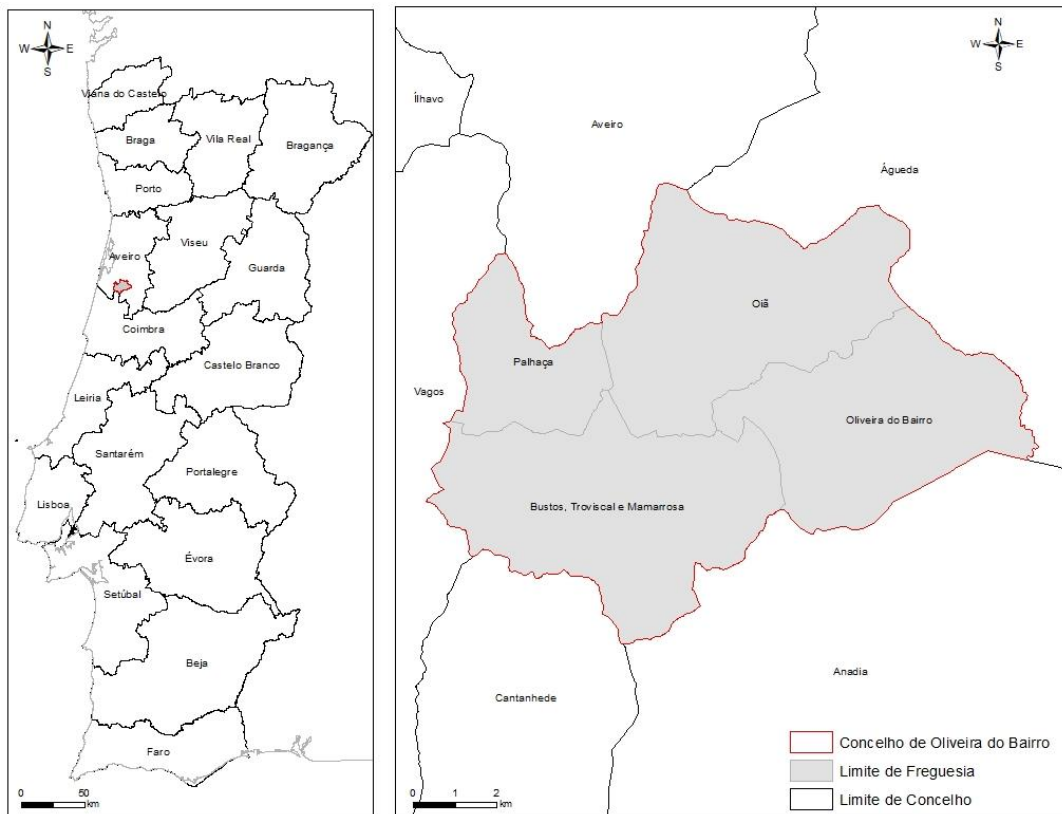 N
W E
S
Viana do Castelo
Braga
Vila Real
Bragança
Porto
Aveiro
Viseu
Guarda
Coimbra
Castelo Branco
Leiria
Santarém
Portalegre
Lisboa
Évora
Setúbal
Beja
Faro
0 50
km
N
W E
S
Ílhavo
Aveiro
Águeda
Oiã
Palhaça
Vagos
Oliveira do Bairro
Bustos, Troviscal e Mamarrosa
Anadia
Cantanhede
Concelho de Oliveira do Bairro
Limite de Freguesia
Limite de Concelho
0 1 2
km